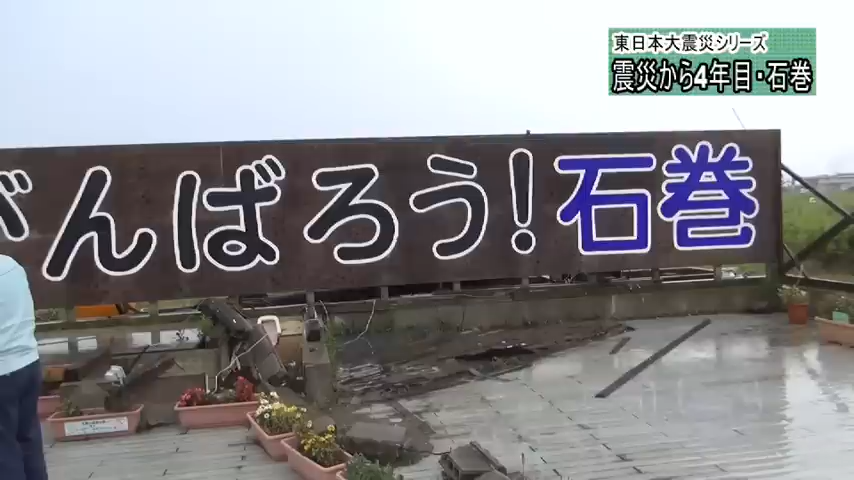 東日本大震災シリーズ
震災から4年目・石巻
がんばろう!石巻